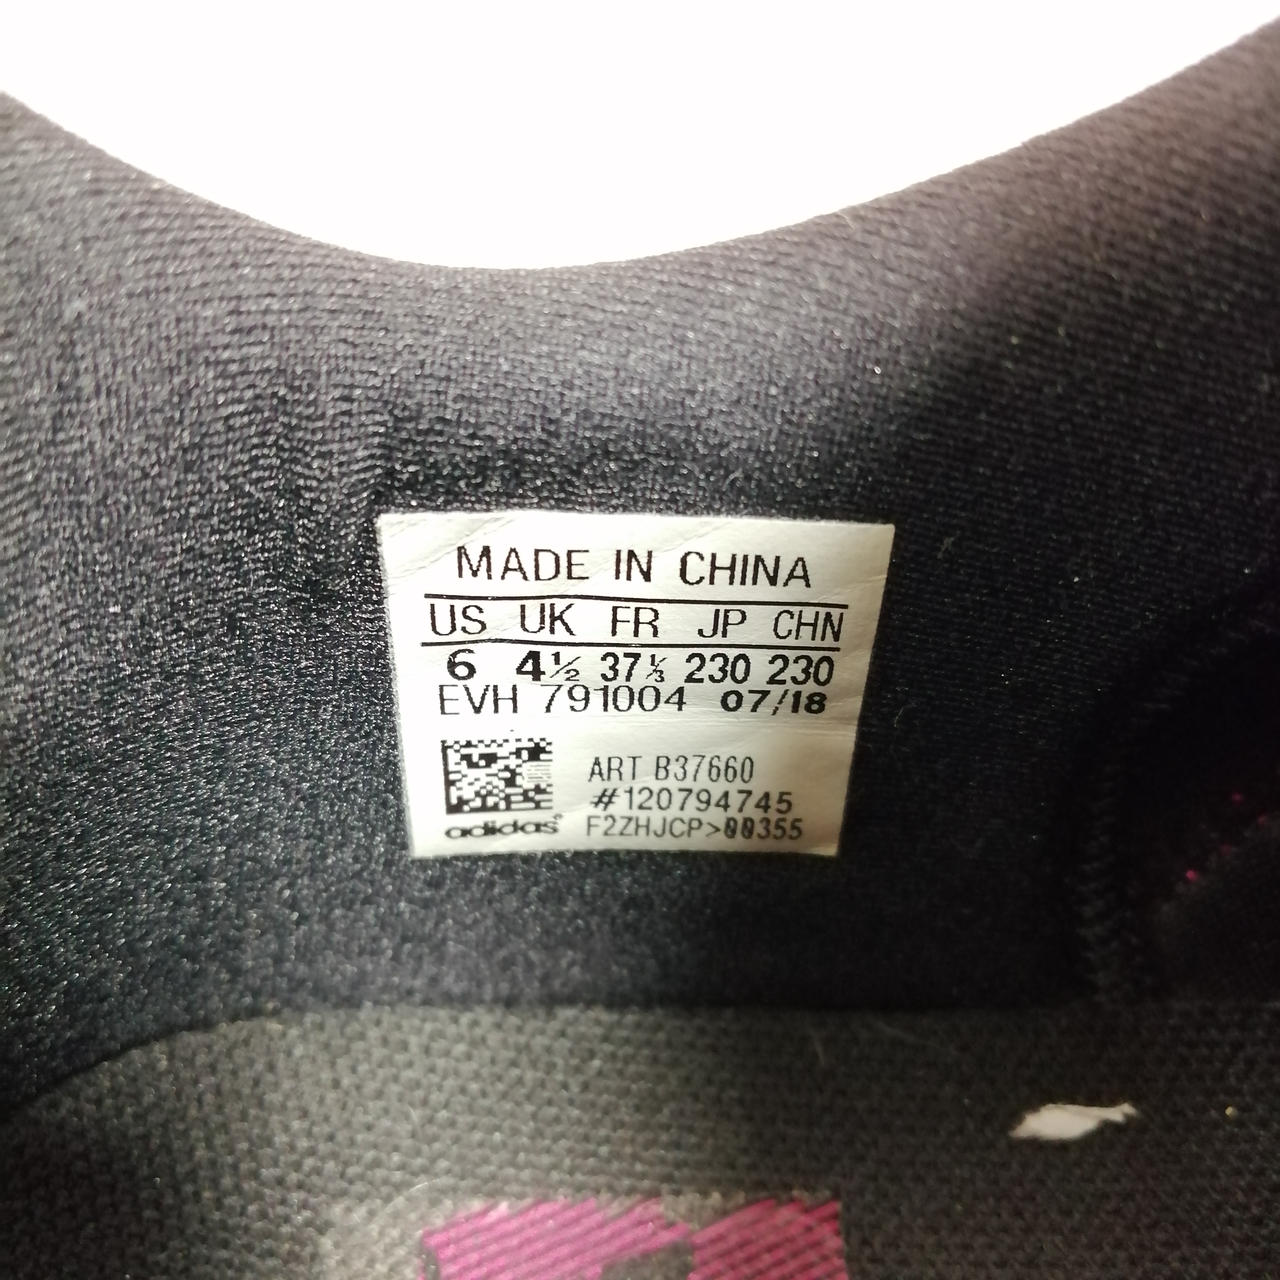 MADE IN CHINA
US UK FR JP CHN
6 4½ 37⅓ 230 230
EVH 791004 07/18
ART B37660
#120794745
adidas F2ZHJCP>00355